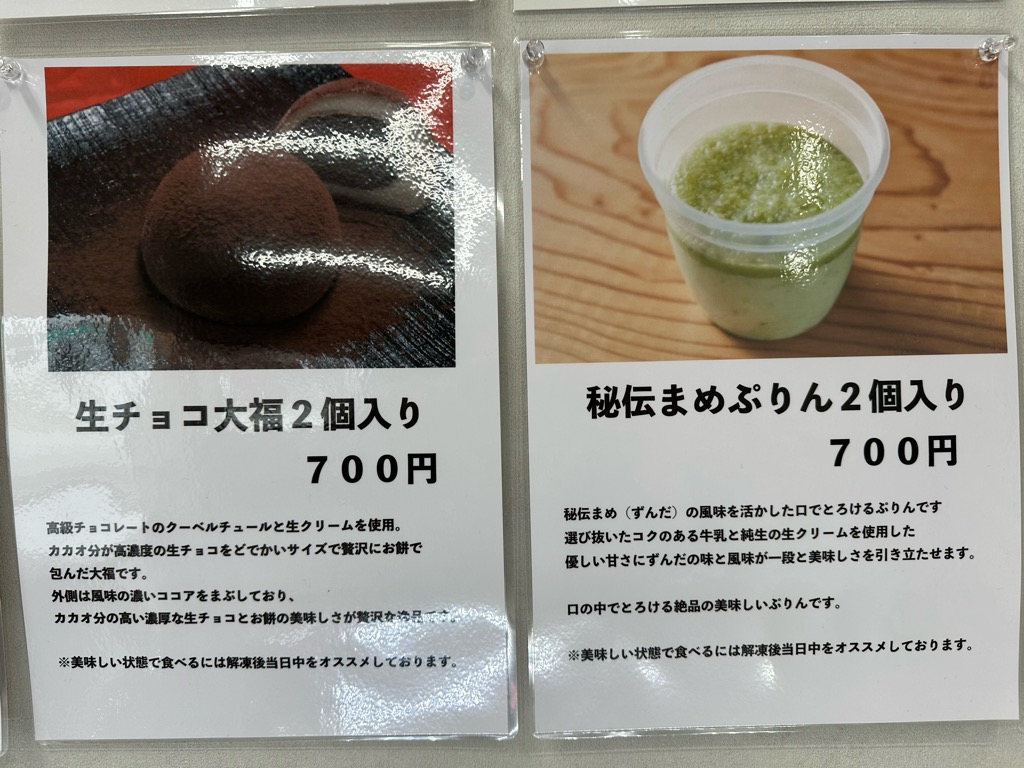 生チョコ大福２個入り
７００円
高級チョコレートのクーベルチュールと生クリームを使用。
カカオ分が高濃度の生チョコをどでかいサイズで贅沢にお餅で
包んだ大福です。
外側は風味の濃いココアをまぶしており、
カカオ分の高い濃厚な生チョコとお餅の美味しさが贅沢な逸品です。
※美味しい状態で食べるには解凍後当日中をオススメしております。
秘伝まめぷりん２個入り
７００円
秘伝まめ（ずんだ）の風味を活かした口でとろけるぷりんです
選び抜いたコクのある牛乳と純生の生クリームを使用した
優しい甘さにずんだの味と風味が一段と美味しさを引き立たせます。
口の中でとろける絶品の美味しいぷりんです。
※美味しい状態で食べるには解凍後当日中をオススメしております。